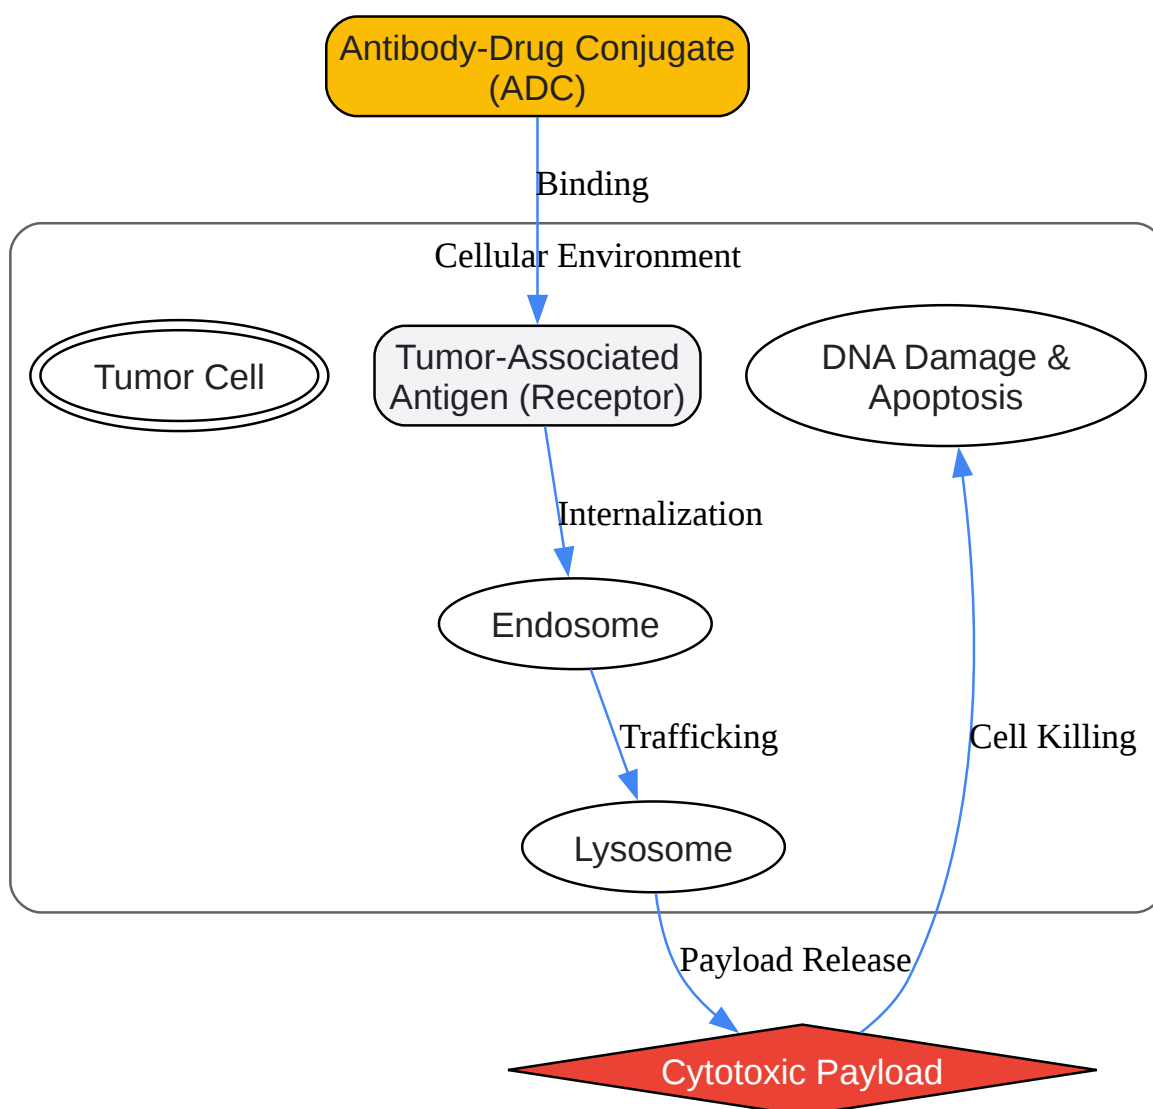 Antibody-Drug Conjugate
(ADC)
Binding
Cellular Environment
Tumor Cell
Tumor-Associated
Antigen (Receptor)
DNA Damage &
Apoptosis
Internalization
Endosome
Trafficking
Cell Killing
Lysosome
Payload Release
Cytotoxic Payload